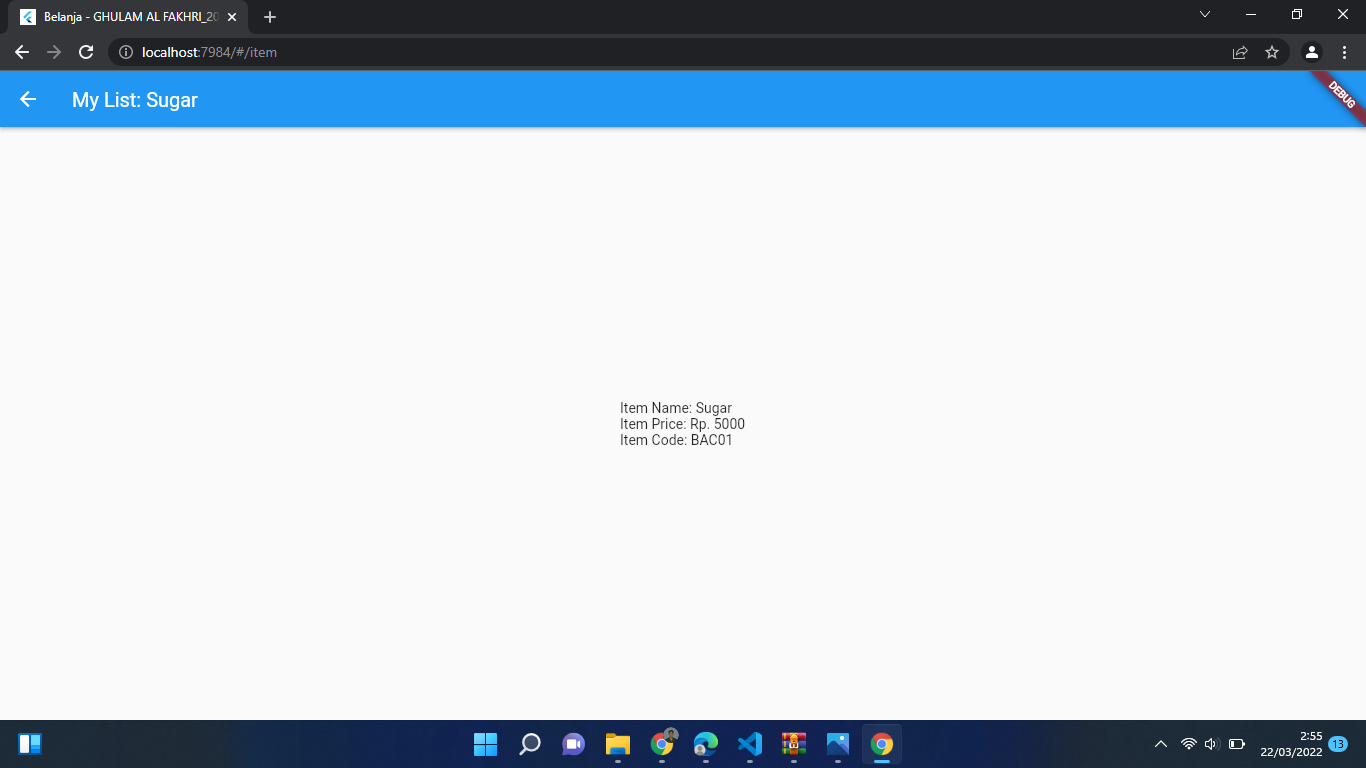 Belanja - GHULAM AL FAKHRI_20
localhost:7984/#/item
My List: Sugar
DEBUG
Item Name: Sugar
Item Price: Rp. 5000
Item Code: BAC01
2:55
22/03/2022
13